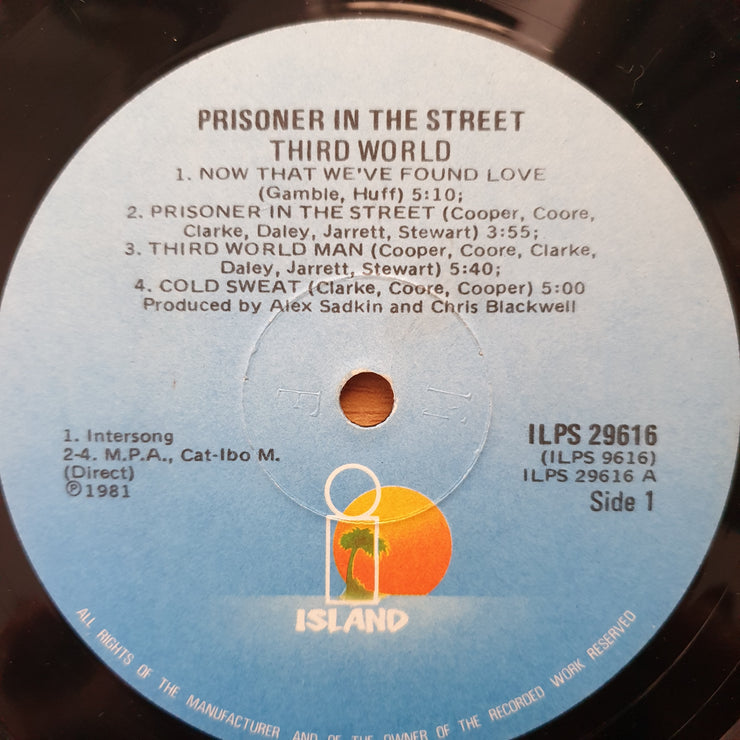 PRISONER IN THE STREET
THIRD WORLD
1. NOW THAT WE'VE FOUND LOVE
(Gamble, Huff) 5:10;
2. PRISONER IN THE STREET (Cooper, Coore,
Clarke, Daley, Jarrett, Stewart) 3:55;
3. THIRD WORLD MAN (Cooper, Coore, Clarke,
Daley, Jarrett, Stewart) 5:40;
4. COLD SWEAT (Clarke, Coore, Cooper) 5:00
Produced by Alex Sadkin and Chris Blackwell
1. Intersong
2-4. M.P.A., Cat-Ibo M.
(Direct)
℗1981
ILPS 29616
(ILPS 9616)
ILPS 29616 A
Side 1
ISLAND
ALL RIGHTS OF THE MANUFACTURER AND OF THE OWNER OF THE RECORDED WORK RESERVED